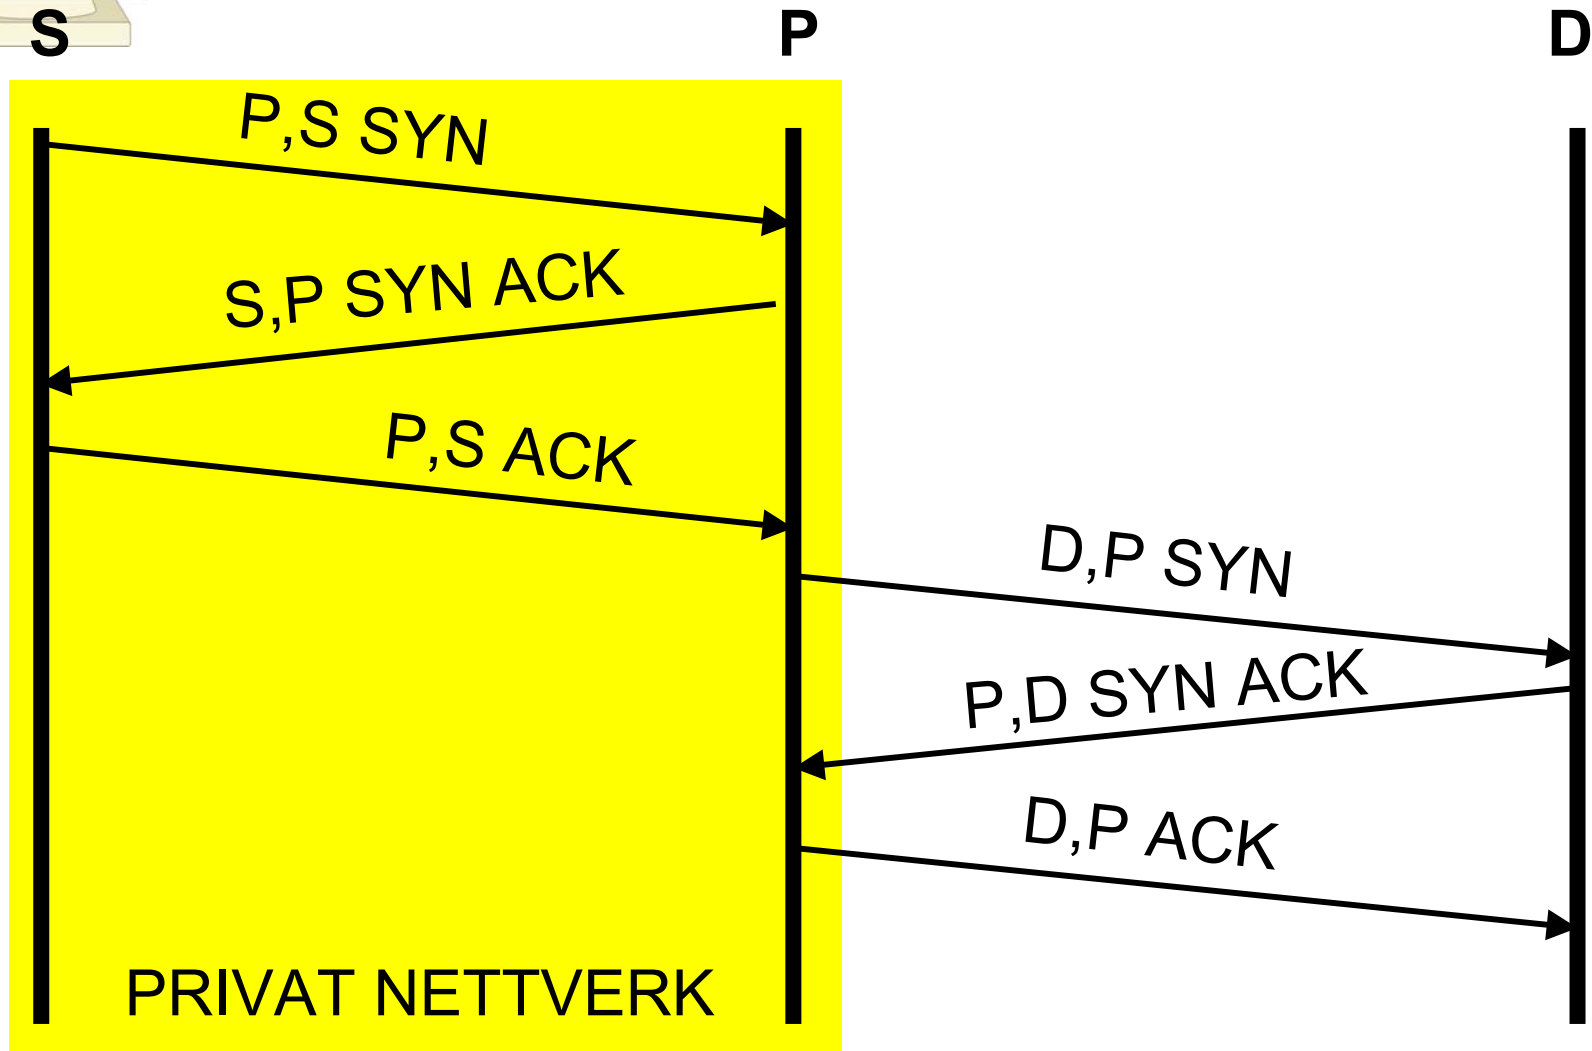 S
P
D
P,S SYN
S,P SYN ACK
P,S ACK
D,P SYN
P,D SYN ACK
D,P ACK
PRIVAT NETTVERK